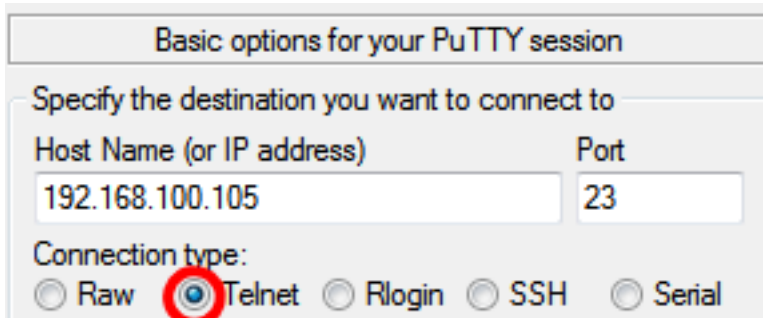 Basic options for your PuTTY session
Specify the destination you want to connect to
Host Name (or IP address) Port
192.168.100.105 23
Connection type:
Raw Telnet Rlogin SSH Serial